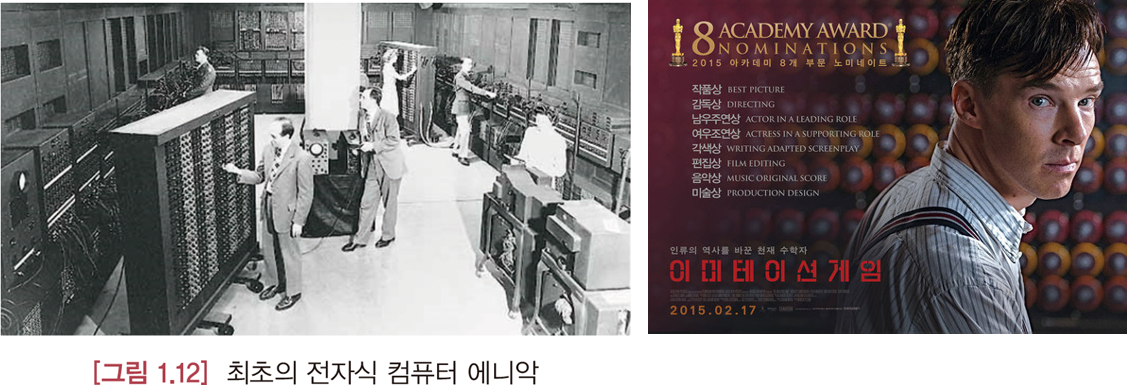 8 ACADEMY AWARD
NOMINATIONS
2015 아카데미 8개 부문 노미네이트
작품상 BEST PICTURE
감독상 DIRECTING
남우주연상 ACTOR IN A LEADING ROLE
여우조연상 ACTRESS IN A SUPPORTING ROLE
각색상 WRITING ADAPTED SCREENPLAY
편집상 FILM EDITING
음악상 MUSIC ORIGINAL SCORE
미술상 PRODUCTION DESIGN
인류의 역사를 바꾼 천재 수학자
이미테이션게임
2015.02.17
[그림 1.12] 최초의 전자식 컴퓨터 에니악